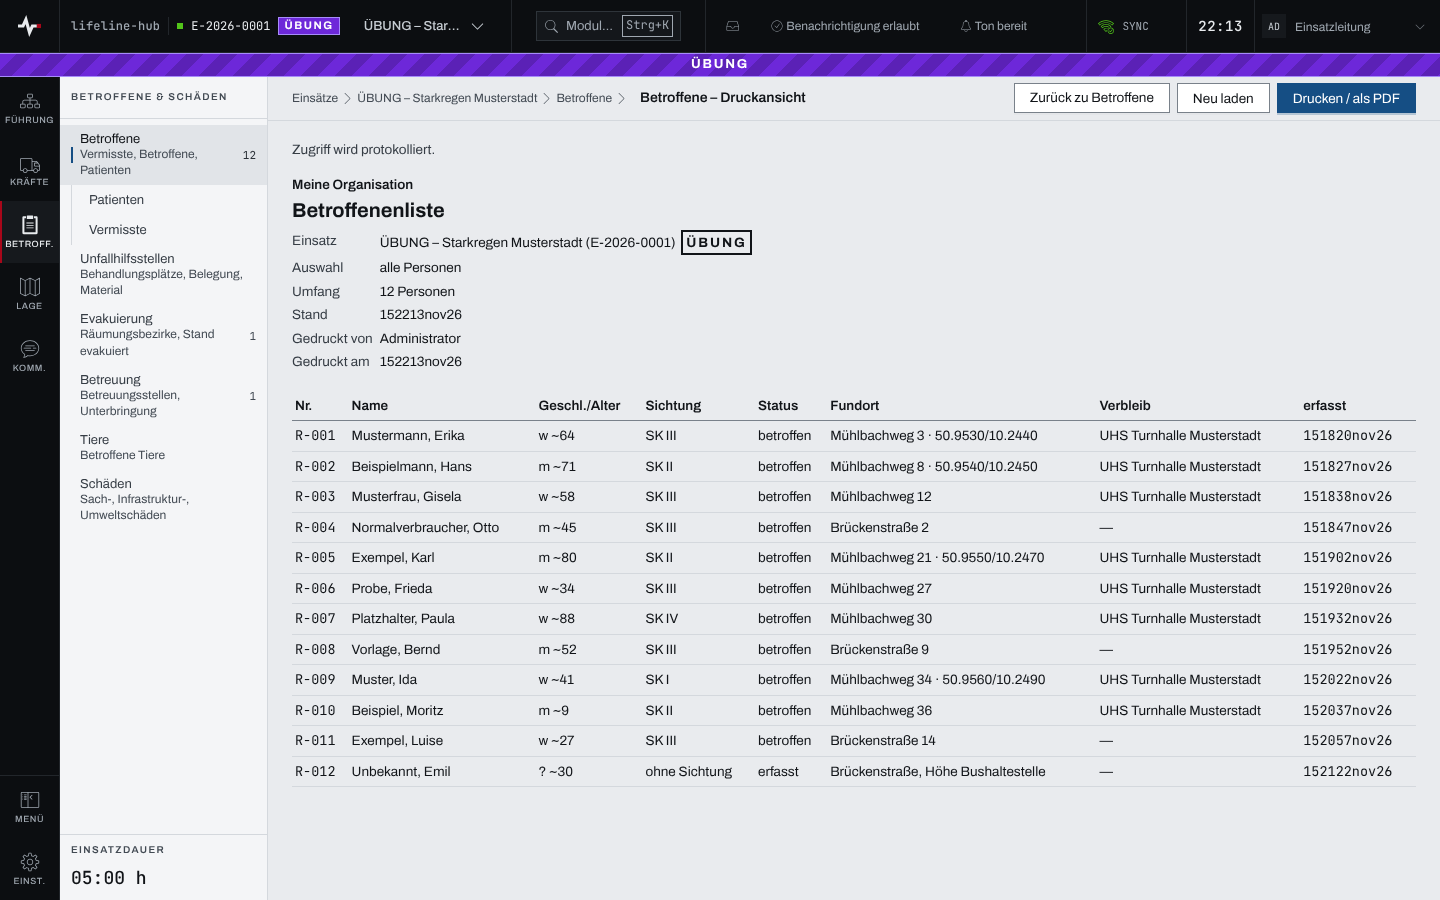 lifeline-hub E-2026-0001 ÜBUNG ÜBUNG – Star... Modul... Strg+K Benachrichtigung erlaubt Ton bereit SYNC 22:13 AD Einsatzleitung
ÜBUNG
FÜHRUNG
KRÄFTE
BETROFF.
LAGE
KOMM.
MENÜ
EINST.
BETROFFENE & SCHÄDEN
Betroffene
Vermisste, Betroffene, 12
Patienten
Patienten
Vermisste
Unfallhilfsstellen
Behandlungsplätze, Belegung,
Material
Evakuierung
Räumungsbezirke, Stand 1
evakuiert
Betreuung
Betreuungsstellen, 1
Unterbringung
Tiere
Betroffene Tiere
Schäden
Sach-, Infrastruktur-,
Umweltschäden
EINSATZDAUER
05:00 h
Einsätze ÜBUNG – Starkregen Musterstadt Betroffene Betroffene – Druckansicht Zurück zu Betroffene Neu laden Drucken / als PDF
Zugriff wird protokolliert.
Meine Organisation
Betroffenenliste
Einsatz ÜBUNG – Starkregen Musterstadt (E-2026-0001) ÜBUNG
Auswahl alle Personen
Umfang 12 Personen
Stand 152213nov26
Gedruckt von Administrator
Gedruckt am 152213nov26
Nr. Name Geschl./Alter Sichtung Status Fundort Verbleib erfasst
R-001 Mustermann, Erika w ~64 SK III betroffen Mühlbachweg 3 · 50.9530/10.2440 UHS Turnhalle Musterstadt 151820nov26
R-002 Beispielmann, Hans m ~71 SK II betroffen Mühlbachweg 8 · 50.9540/10.2450 UHS Turnhalle Musterstadt 151827nov26
R-003 Musterfrau, Gisela w ~58 SK III betroffen Mühlbachweg 12 UHS Turnhalle Musterstadt 151838nov26
R-004 Normalverbraucher, Otto m ~45 SK III betroffen Brückenstraße 2 — 151847nov26
R-005 Exempel, Karl m ~80 SK II betroffen Mühlbachweg 21 · 50.9550/10.2470 UHS Turnhalle Musterstadt 151902nov26
R-006 Probe, Frieda w ~34 SK III betroffen Mühlbachweg 27 UHS Turnhalle Musterstadt 151920nov26
R-007 Platzhalter, Paula w ~88 SK IV betroffen Mühlbachweg 30 UHS Turnhalle Musterstadt 151932nov26
R-008 Vorlage, Bernd m ~52 SK III betroffen Brückenstraße 9 — 151952nov26
R-009 Muster, Ida w ~41 SK I betroffen Mühlbachweg 34 · 50.9560/10.2490 UHS Turnhalle Musterstadt 152022nov26
R-010 Beispiel, Moritz m ~9 SK II betroffen Mühlbachweg 36 UHS Turnhalle Musterstadt 152037nov26
R-011 Exempel, Luise w ~27 SK III betroffen Brückenstraße 14 — 152057nov26
R-012 Unbekannt, Emil ? ~30 ohne Sichtung erfasst Brückenstraße, Höhe Bushaltestelle — 152122nov26